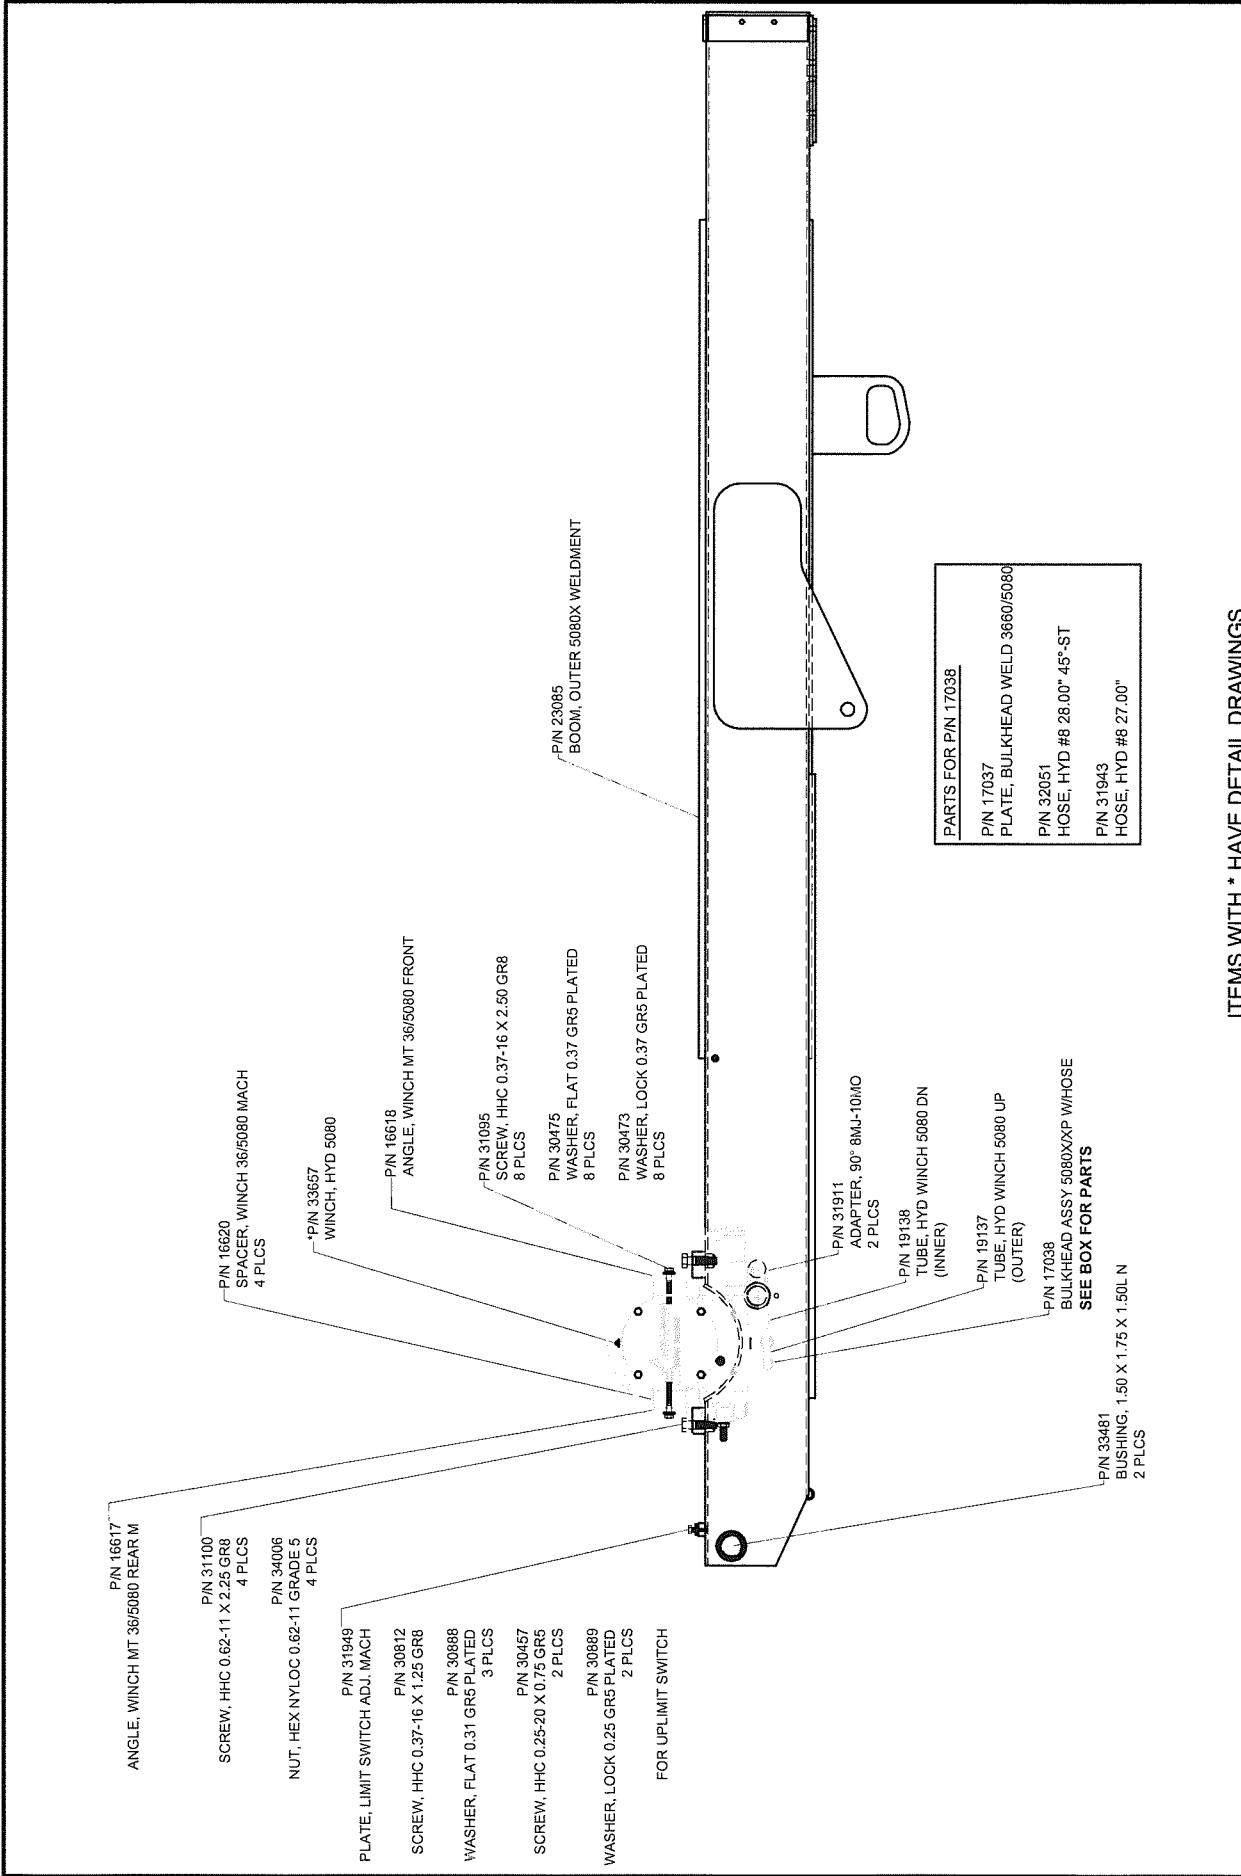 P/N 16617
ANGLE, WINCH MT 36/5080 REAR M
P/N 31100
SCREW, HHC 0.62-11 X 2.25 GR8
4 PLCS
P/N 34006
NUT, HEX NYLOC 0.62-11 GRADE 5
4 PLCS
P/N 31949
PLATE, LIMIT SWITCH ADJ. MACH
P/N 30812
SCREW, HHC 0.37-16 X 1.25 GR8
P/N 30888
WASHER, FLAT 0.31 GR5 PLATED
3 PLCS
P/N 30457
SCREW, HHC 0.25-20 X 0.75 GR5
2 PLCS
P/N 30889
WASHER, LOCK 0.25 GR5 PLATED
2 PLCS
FOR UPLIMIT SWITCH
P/N 16620
SPACER, WINCH 36/5080 MACH
4 PLCS
*P/N 33657
WINCH, HYD 5080
P/N 16618
ANGLE, WINCH MT 36/5080 FRONT
P/N 31095
SCREW, HHC 0.37-16 X 2.50 GR8
8 PLCS
P/N 30475
WASHER, FLAT 0.37 GR5 PLATED
8 PLCS
P/N 30473
WASHER, LOCK 0.37 GR5 PLATED
8 PLCS
P/N 23085
BOOM, OUTER 5080X WELDMENT
P/N 31911
ADAPTER, 90° 8MJ-10MO
2 PLCS
P/N 19138
TUBE, HYD WINCH 5080 DN
(INNER)
P/N 19137
TUBE, HYD WINCH 5080 UP
(OUTER)
P/N 17038
BULKHEAD ASSY 5080X/XP W/HOSE
SEE BOX FOR PARTS
P/N 33481
BUSHING, 1.50 X 1.75 X 1.50L N
2 PLCS
PARTS FOR P/N 17038
P/N 17037
PLATE, BULKHEAD WELD 3660/5080
P/N 32051
HOSE, HYD #8 28.00" 45°-ST
P/N 31943
HOSE, HYD #8 27.00"
ITEMS WITH * HAVE DETAIL DRAWINGS